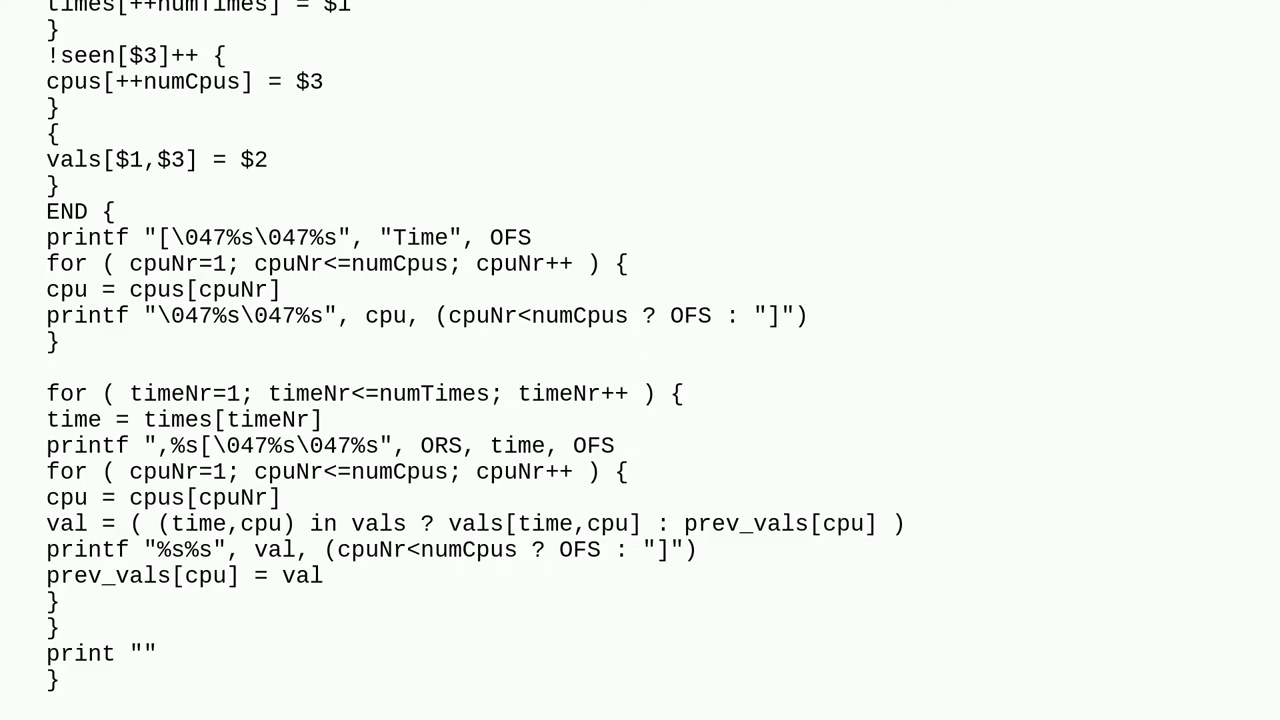 times[++numTimes] = $1
}
!seen[$3]++ {
cpus[++numCpus] = $3
}
{
vals[$1,$3] = $2
}
END {
printf "[\047%s\047%s", "Time", OFS
for ( cpuNr=1; cpuNr<=numCpus; cpuNr++ ) {
cpu = cpus[cpuNr]
printf "\047%s\047%s", cpu, (cpuNr<numCpus ? OFS : "]")
}

for ( timeNr=1; timeNr<=numTimes; timeNr++ ) {
time = times[timeNr]
printf ",%s[\047%s\047%s", ORS, time, OFS
for ( cpuNr=1; cpuNr<=numCpus; cpuNr++ ) {
cpu = cpus[cpuNr]
val = ( (time,cpu) in vals ? vals[time,cpu] : prev_vals[cpu] )
printf "%s%s", val, (cpuNr<numCpus ? OFS : "]")
prev_vals[cpu] = val
}
}
print ""
}